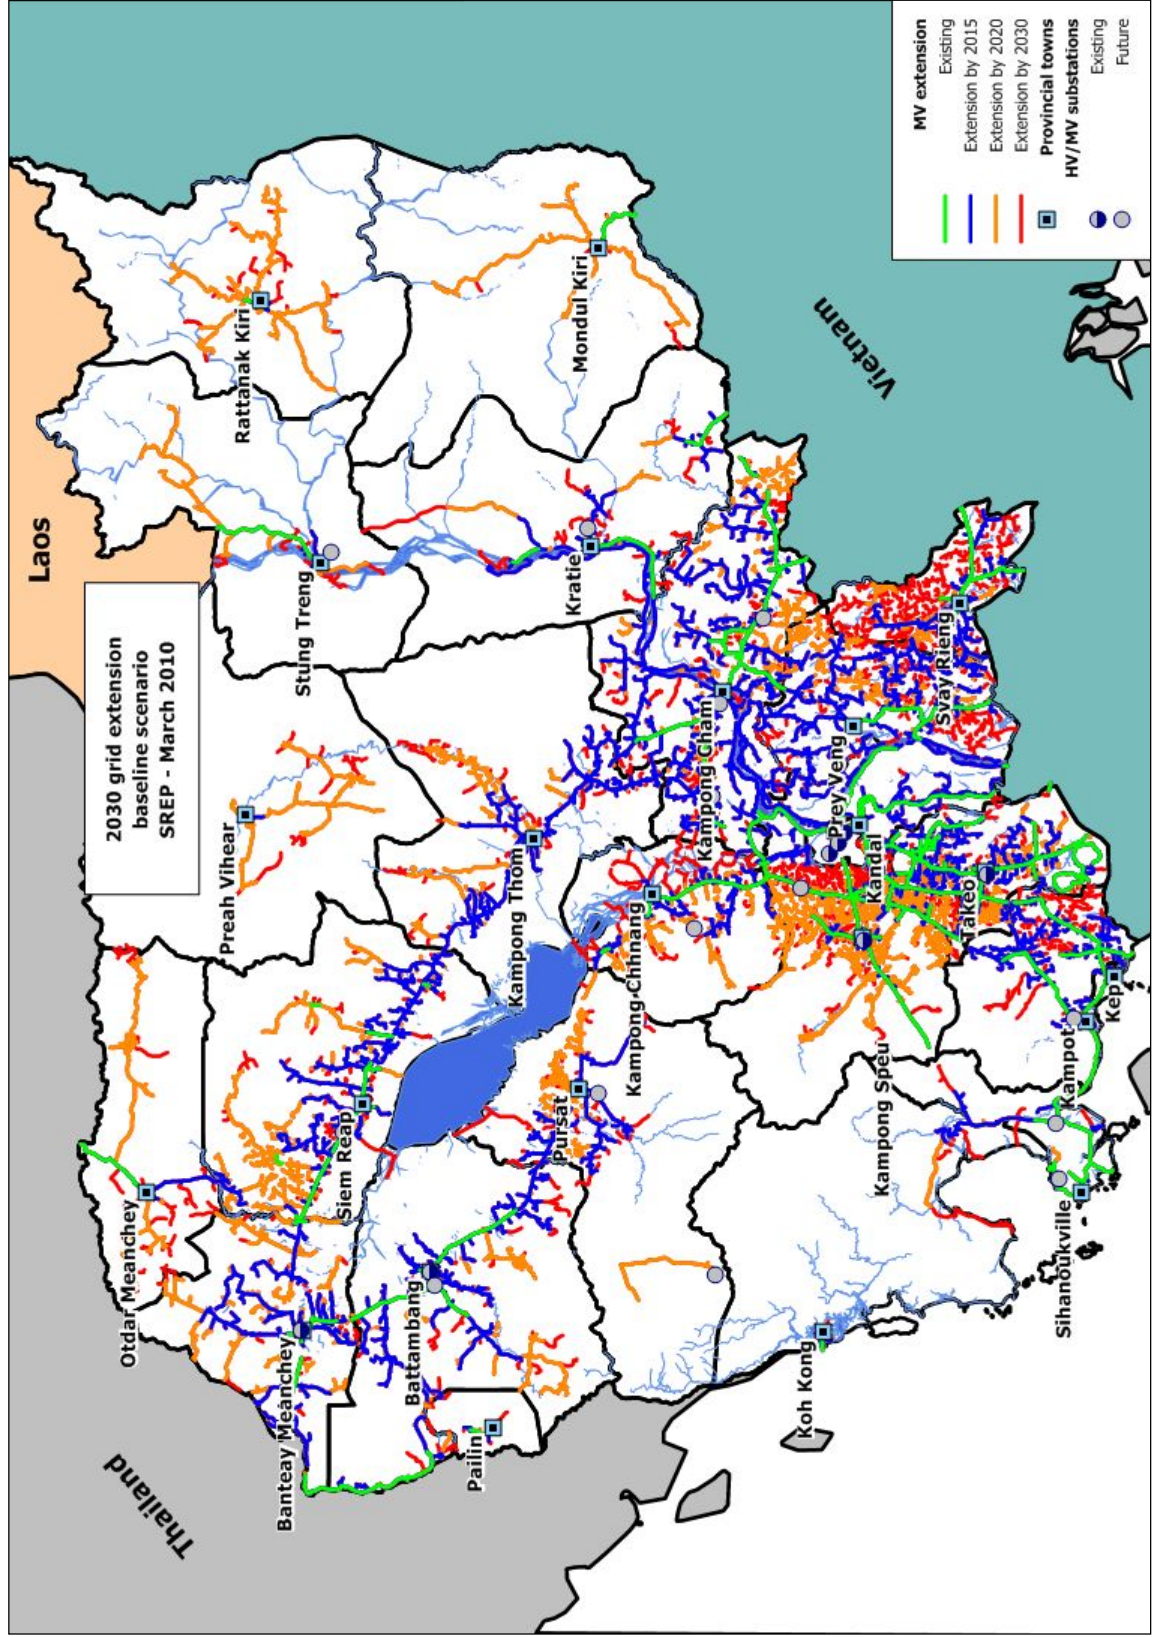 2030 grid extension
baseline scenario
SREP - March 2010
Laos
Thailand
Vietnam
Otdar Meanchey
Preah Vihear
Stung Treng
Rattanak Kiri
Banteay Meanchey
Siem Reap
Battambang
Pailin
Kampong Thom
Kratie
Mondul Kiri
Pursat
Kampong Chhnang
Kampong Cham
Koh Kong
Kampong Speu
Kandal
Prey Veng
Svay Rieng
Takeo
Sihanoukville
Kampot
Kep
MV extension
Existing
Extension by 2015
Extension by 2020
Extension by 2030
Provincial towns
HV/MV substations
Existing
Future